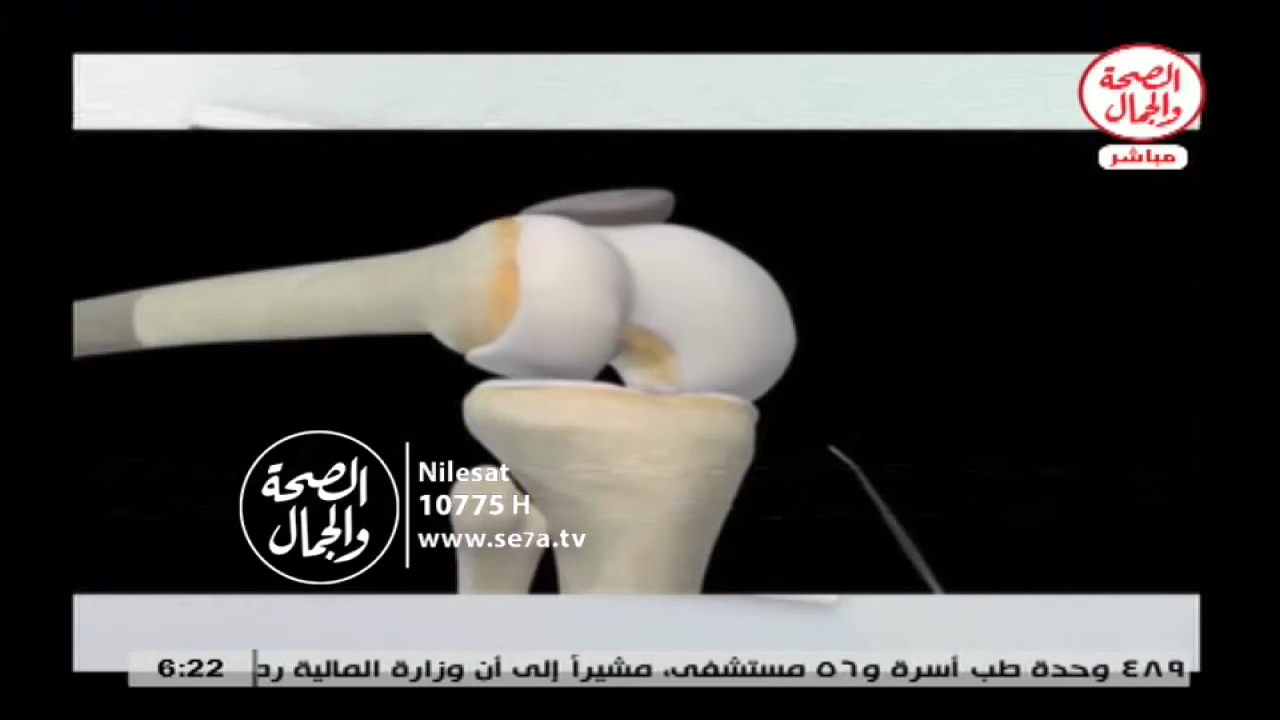 الصحة
والجمال
مباشر
الصحة
والجمال
Nilesat
10775 H
www.se7a.tv
6:22
٤٨٩ وحدة طب أسرة و٥٦ مستشفى، مشيراً إلى أن وزارة المالية رد